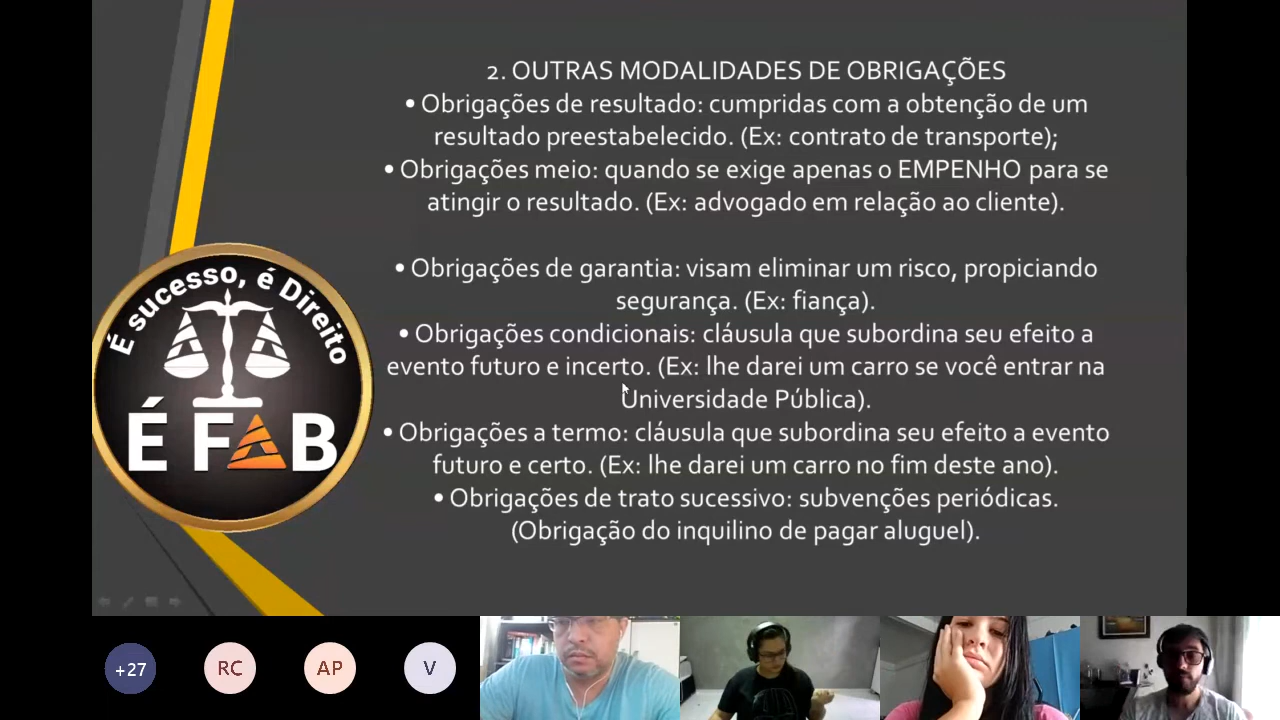 2. OUTRAS MODALIDADES DE OBRIGAÇÕES
• Obrigações de resultado: cumpridas com a obtenção de um
resultado preestabelecido. (Ex: contrato de transporte);
• Obrigações meio: quando se exige apenas o EMPENHO para se
atingir o resultado. (Ex: advogado em relação ao cliente).
• Obrigações de garantia: visam eliminar um risco, propiciando
segurança. (Ex: fiança).
• Obrigações condicionais: cláusula que subordina seu efeito a
evento futuro e incerto. (Ex: lhe darei um carro se você entrar na
Universidade Pública).
• Obrigações a termo: cláusula que subordina seu efeito a evento
futuro e certo. (Ex: lhe darei um carro no fim deste ano).
• Obrigações de trato sucessivo: subvenções periódicas.
(Obrigação do inquilino de pagar aluguel).
É sucesso, é Direito
É FAB
+27
RC
AP
V